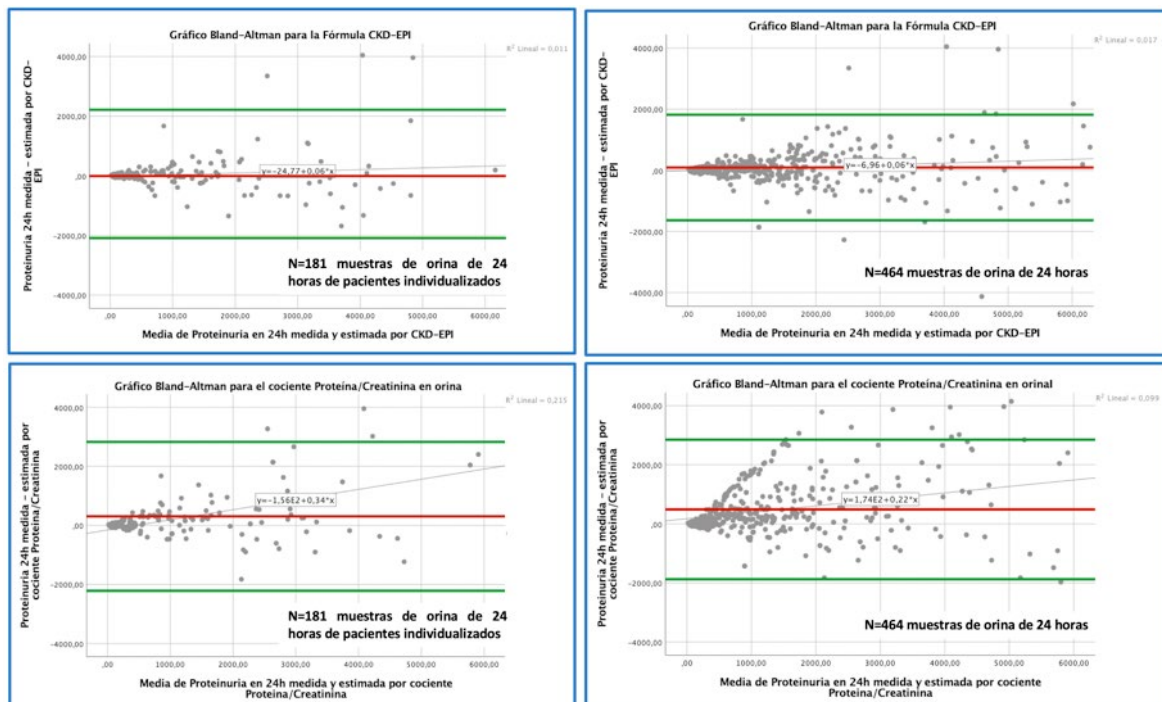 Gráfico Bland-Altman para la Fórmula CKD-EPI
R² Lineal = 0,011
Proteinuria 24h medida – estimada por CKD-
EPI
4000,00
2000,00
,00
-2000,00
-4000,00
y=-24,77+0,06*x
N=181 muestras de orina de 24
horas de pacientes individualizados
,00 1000,00 2000,00 3000,00 4000,00 5000,00 6000,00
Media de Proteinuria en 24h medida y estimada por CKD-EPI
Gráfico Bland-Altman para la Fórmula CKD-EPI
R² Lineal = 0,017
Proteinuria 24h medida – estimada por CKD-
EPI
4000,00
2000,00
,00
-2000,00
-4000,00
y=-6,96+0,06*x
N=464 muestras de orina de 24 horas
,00 1000,00 2000,00 3000,00 4000,00 5000,00 6000,00
Media de Proteinuria en 24h medida y estimada por CKD-EPI
Gráfico Bland-Altman para el cociente Proteína/Creatinina en orina
R² Lineal = 0,215
Proteinuria 24h medida – estimada por
cociente Proteína/Creatinina
4000,00
2000,00
,00
-2000,00
-4000,00
y=-1,56E2+0,34*x
N=181 muestras de orina de 24
horas de pacientes individualizados
,00 1000,00 2000,00 3000,00 4000,00 5000,00 6000,00
Media de Proteinuria en 24h medida y estimada por cociente
Proteina/Creatinina
Gráfico Bland-Altman para el cociente Proteína/Creatinina en orinal
R² Lineal = 0,099
Proteinuria 24h medida – estimada por
cociente Proteína/Creatinina
4000,00
2000,00
,00
-2000,00
-4000,00
y=1,74E2+0,22*x
N=464 muestras de orina de 24 horas
,00 1000,00 2000,00 3000,00 4000,00 5000,00 6000,00
Media de Proteinuria en 24h medida y estimada por cociente
Proteína/Creatinina